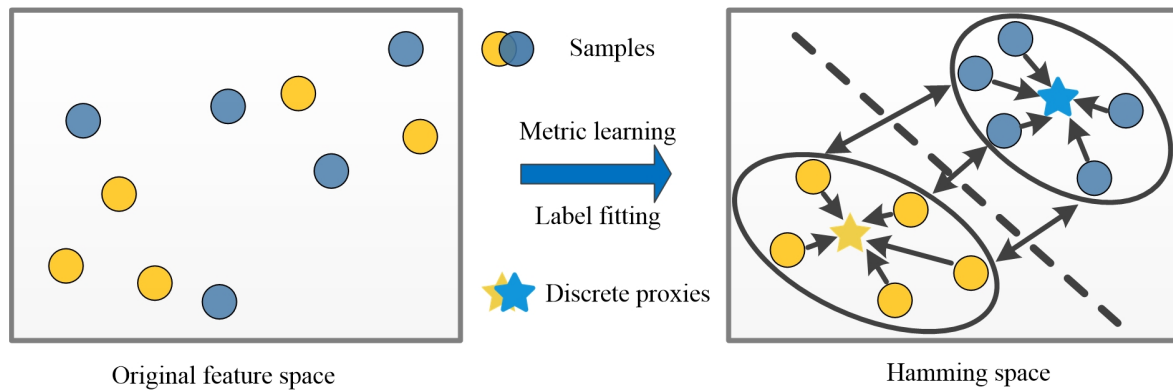 Samples
Metric learning
Label fitting
Discrete proxies
Original feature space
Hamming space